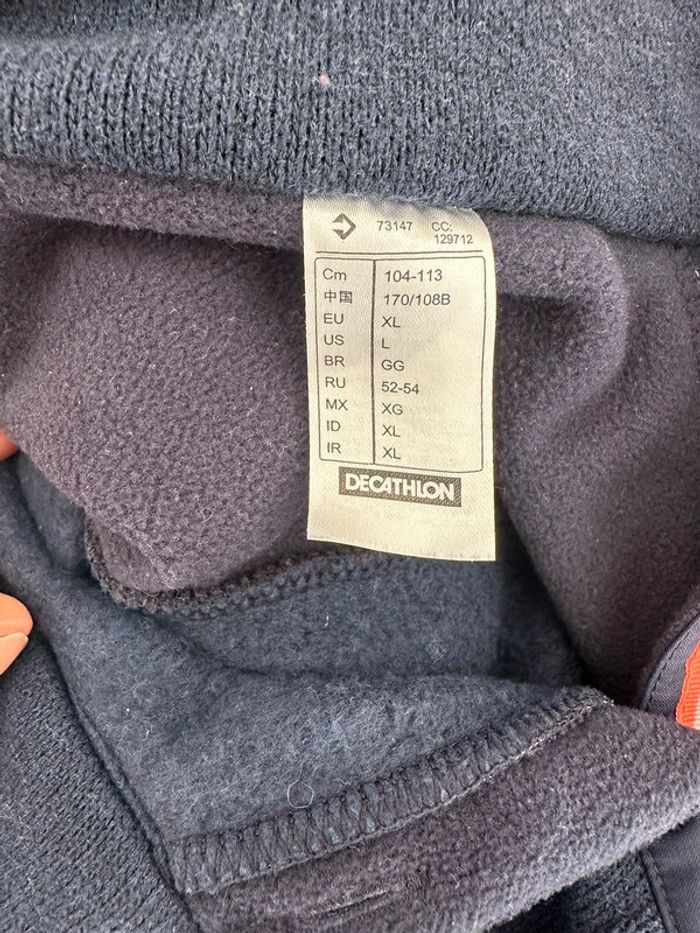 73147 CC:
129712
Cm 104-113
中国 170/108B
EU XL
US L
BR GG
RU 52-54
MX XG
ID XL
IR XL
DECATHLON